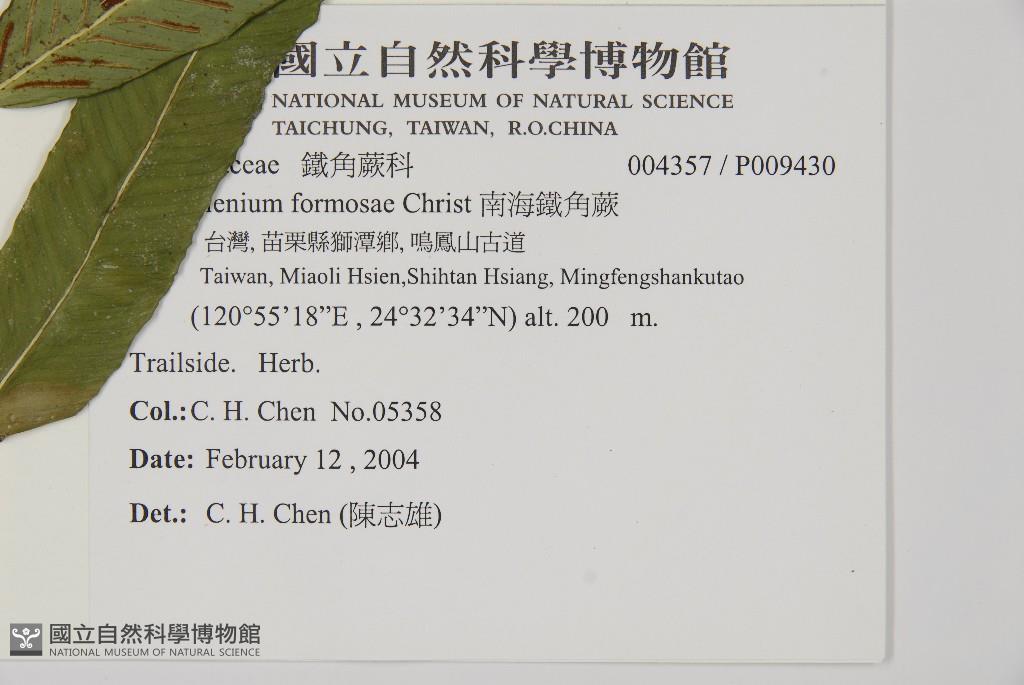 國立自然科學博物館
NATIONAL MUSEUM OF NATURAL SCIENCE
TAICHUNG, TAIWAN, R.O.CHINA
鐵角蕨科 004357 / P009430
formosae Christ 南海鐵角蕨
台灣, 苗栗縣獅潭鄉, 鳴鳳山古道
Taiwan, Miaoli Hsien,Shihtan Hsiang, Mingfengshankutao
(120°55’18”E , 24°32’34”N) alt. 200 m.
Trailside. Herb.
Col.: C. H. Chen No.05358
Date: February 12 , 2004
Det.: C. H. Chen (陳志雄)
國立自然科學博物館
NATIONAL MUSEUM OF NATURAL SCIENCE